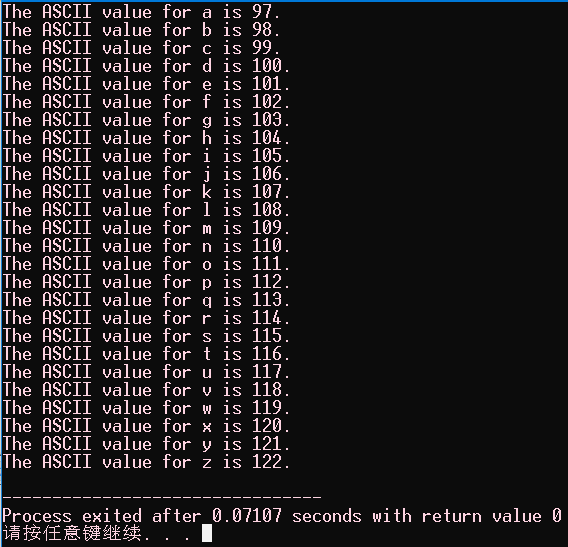 The ASCII value for a is 97.
The ASCII value for b is 98.
The ASCII value for c is 99.
The ASCII value for d is 100.
The ASCII value for e is 101.
The ASCII value for f is 102.
The ASCII value for g is 103.
The ASCII value for h is 104.
The ASCII value for i is 105.
The ASCII value for j is 106.
The ASCII value for k is 107.
The ASCII value for l is 108.
The ASCII value for m is 109.
The ASCII value for n is 110.
The ASCII value for o is 111.
The ASCII value for p is 112.
The ASCII value for q is 113.
The ASCII value for r is 114.
The ASCII value for s is 115.
The ASCII value for t is 116.
The ASCII value for u is 117.
The ASCII value for v is 118.
The ASCII value for w is 119.
The ASCII value for x is 120.
The ASCII value for y is 121.
The ASCII value for z is 122.
--------------------------------
Process exited after 0.07107 seconds with return value 0
请按任意键继续. . .